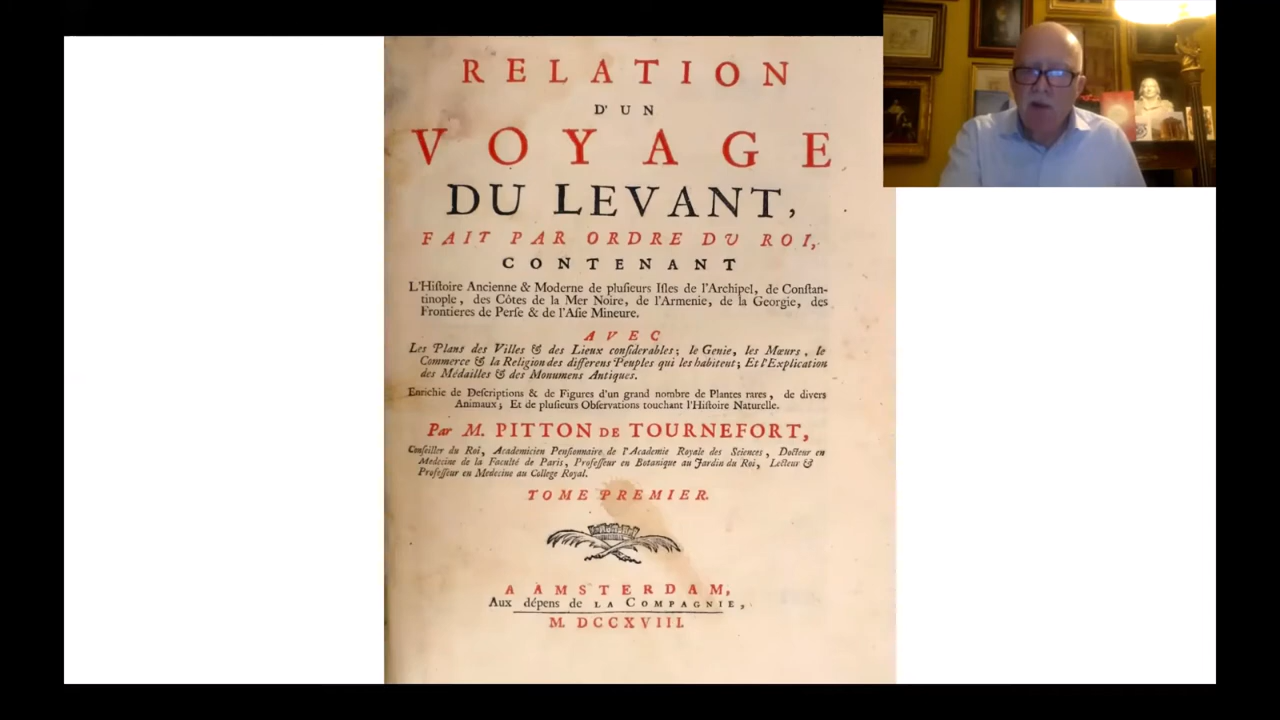 RELATION
D'UN
VOYAGE
DU LEVANT,
FAIT PAR ORDRE DU ROI,
CONTENANT
L'Hiſtoire Ancienne & Moderne de pluſieurs Iſles de l'Archipel, de Conſtan-
tinople, des Côtes de la Mer Noire, de l'Armenie, de la Georgie, des
Frontieres de Perſe & de l'Aſie Mineure.
AVEC
Les Plans des Villes & des Lieux conſiderables; le Genie, les Mœurs, le
Commerce & la Religion des differens Peuples qui les habitent; Et l'Explication
des Médailles & des Monumens Antiques.
Enrichie de Deſcriptions & de Figures d'un grand nombre de Plantes rares, de divers
Animaux; Et de pluſieurs Obſervations touchant l'Hiſtoire Naturelle.
Par M. PITTON DE TOURNEFORT,
Conſeiller du Roi, Academicien Penſionnaire de l'Academie Royale des Sciences, Docteur en
Medecine de la Faculté de Paris, Profeſſeur en Botanique au Jardin du Roi, Lecteur &
Profeſſeur en Medecine au College Royal.
TOME PREMIER.
A AMSTERDAM,
Aux dépens de LA COMPAGNIE,
M. DCCXVIII.